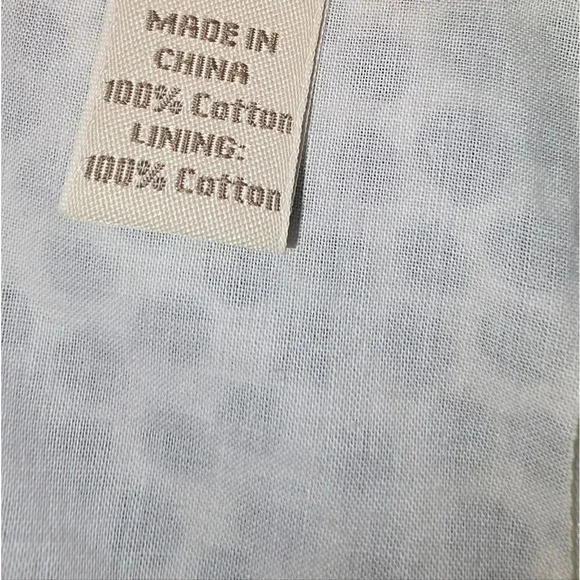 MADE IN
CHINA
100% Cotton
LINING:
100% Cotton